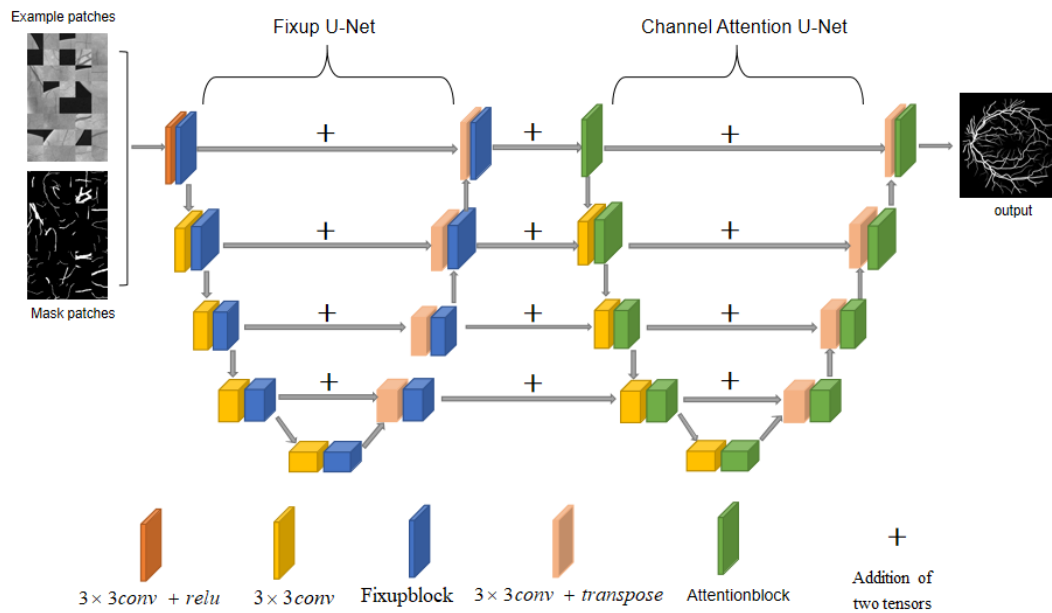 Example patches
Fixup U-Net
Channel Attention U-Net
+
+
+
output
+
+
+
Mask patches
+
+
+
+
+
+
3 × 3conv + relu
3 × 3conv
Fixupblock
3 × 3conv + transpose
Attentionblock
+
Addition of
two tensors